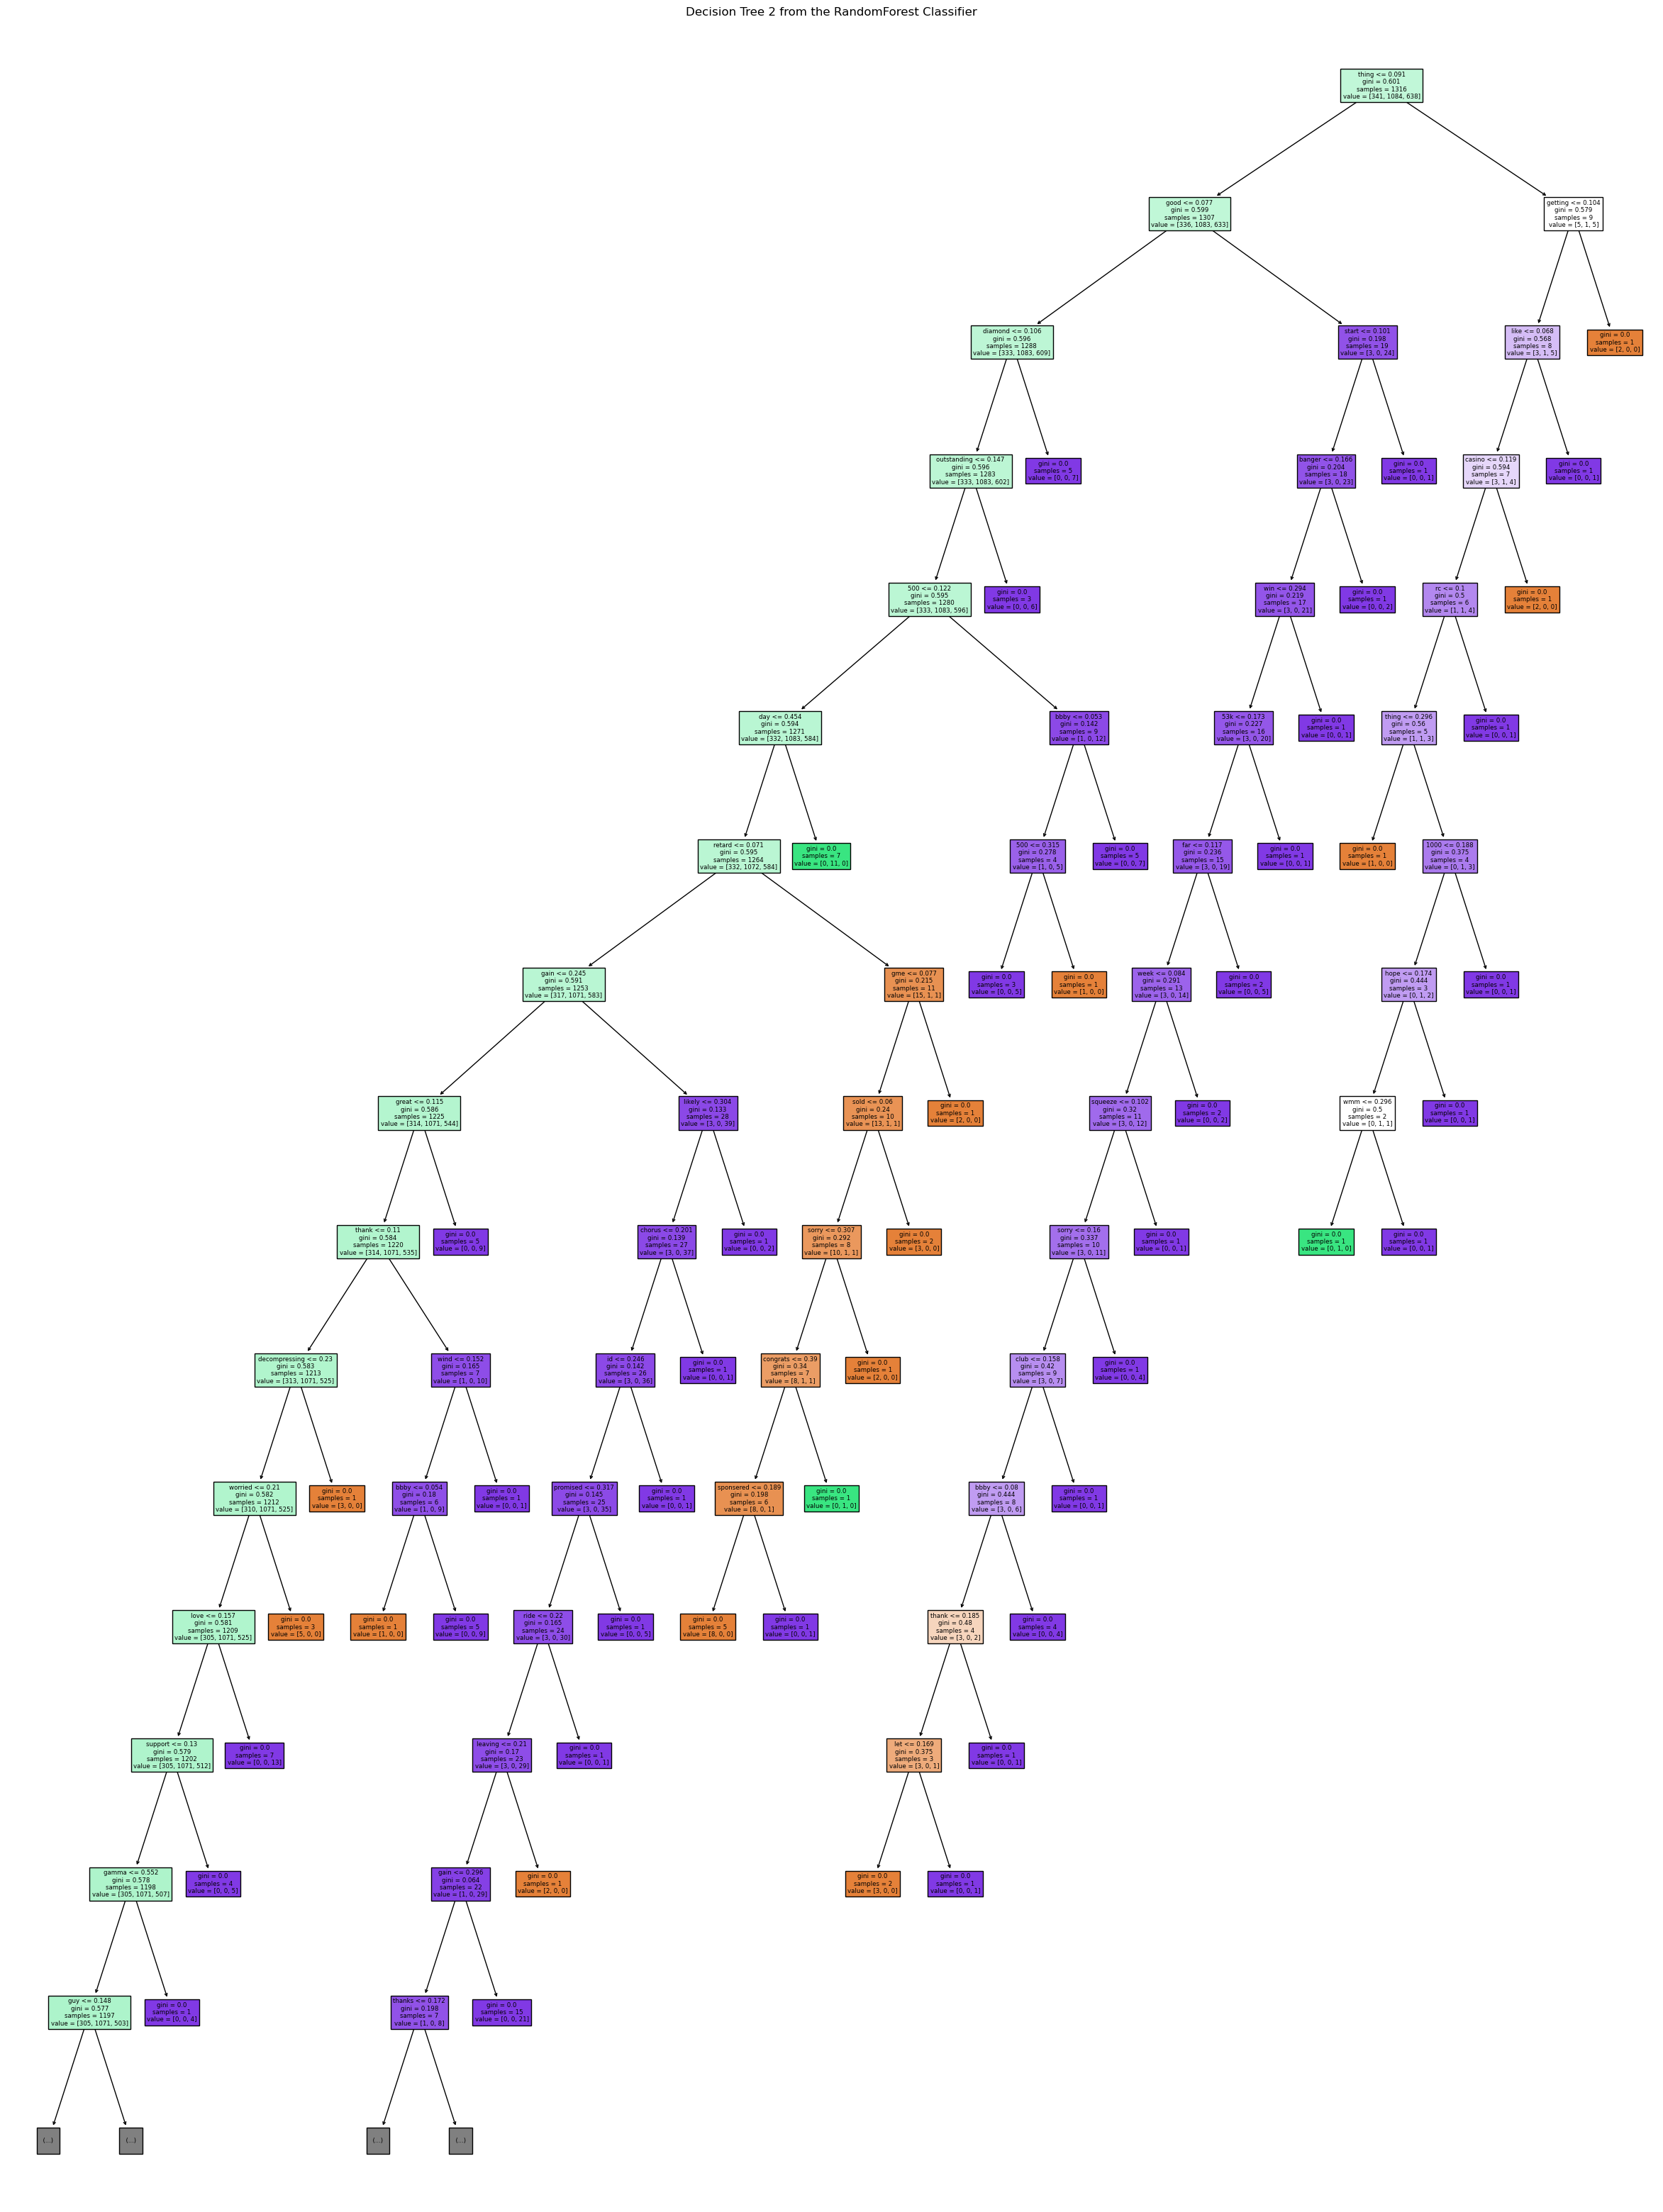 Decision Tree 2 from the RandomForest Classifier
thing <= 0.091
gini = 0.601
samples = 1316
value = [341, 1084, 638]
good <= 0.077
gini = 0.599
samples = 1307
value = [336, 1083, 633]
getting <= 0.104
gini = 0.579
samples = 9
value = [5, 1, 5]
diamond <= 0.106
gini = 0.596
samples = 1288
value = [333, 1083, 609]
start <= 0.101
gini = 0.198
samples = 19
value = [3, 0, 24]
like <= 0.068
gini = 0.568
samples = 8
value = [3, 1, 5]
gini = 0.0
samples = 1
value = [2, 0, 0]
outstanding <= 0.147
gini = 0.596
samples = 1283
value = [333, 1083, 602]
gini = 0.0
samples = 5
value = [0, 0, 7]
banger <= 0.166
gini = 0.204
samples = 18
value = [3, 0, 23]
gini = 0.0
samples = 1
value = [0, 0, 1]
casino <= 0.119
gini = 0.594
samples = 7
value = [3, 1, 4]
gini = 0.0
samples = 1
value = [0, 0, 1]
500 <= 0.122
gini = 0.595
samples = 1280
value = [333, 1083, 596]
gini = 0.0
samples = 3
value = [0, 0, 6]
win <= 0.294
gini = 0.219
samples = 17
value = [3, 0, 21]
gini = 0.0
samples = 1
value = [0, 0, 2]
rc <= 0.1
gini = 0.5
samples = 6
value = [1, 1, 4]
gini = 0.0
samples = 1
value = [2, 0, 0]
day <= 0.454
gini = 0.594
samples = 1271
value = [332, 1083, 584]
bbby <= 0.053
gini = 0.142
samples = 9
value = [1, 0, 12]
53k <= 0.173
gini = 0.227
samples = 16
value = [3, 0, 20]
gini = 0.0
samples = 1
value = [0, 0, 1]
thing <= 0.296
gini = 0.56
samples = 5
value = [1, 1, 3]
gini = 0.0
samples = 1
value = [0, 0, 1]
retard <= 0.071
gini = 0.595
samples = 1264
value = [332, 1072, 584]
gini = 0.0
samples = 7
value = [0, 11, 0]
500 <= 0.315
gini = 0.278
samples = 4
value = [1, 0, 5]
gini = 0.0
samples = 5
value = [0, 0, 7]
far <= 0.117
gini = 0.236
samples = 15
value = [3, 0, 19]
gini = 0.0
samples = 1
value = [0, 0, 1]
gini = 0.0
samples = 1
value = [1, 0, 0]
1000 <= 0.188
gini = 0.375
samples = 4
value = [0, 1, 3]
gain <= 0.245
gini = 0.591
samples = 1253
value = [317, 1071, 583]
gme <= 0.077
gini = 0.215
samples = 11
value = [15, 1, 1]
gini = 0.0
samples = 3
value = [0, 0, 5]
gini = 0.0
samples = 1
value = [1, 0, 0]
week <= 0.084
gini = 0.291
samples = 13
value = [3, 0, 14]
gini = 0.0
samples = 2
value = [0, 0, 5]
hope <= 0.174
gini = 0.444
samples = 3
value = [0, 1, 2]
gini = 0.0
samples = 1
value = [0, 0, 1]
great <= 0.115
gini = 0.586
samples = 1225
value = [314, 1071, 544]
likely <= 0.304
gini = 0.133
samples = 28
value = [3, 0, 39]
sold <= 0.06
gini = 0.24
samples = 10
value = [13, 1, 1]
gini = 0.0
samples = 1
value = [2, 0, 0]
squeeze <= 0.102
gini = 0.32
samples = 11
value = [3, 0, 12]
gini = 0.0
samples = 2
value = [0, 0, 2]
wmm <= 0.296
gini = 0.5
samples = 2
value = [0, 1, 1]
gini = 0.0
samples = 1
value = [0, 0, 1]
thank <= 0.11
gini = 0.584
samples = 1220
value = [314, 1071, 535]
gini = 0.0
samples = 5
value = [0, 0, 9]
chorus <= 0.201
gini = 0.139
samples = 27
value = [3, 0, 37]
gini = 0.0
samples = 1
value = [0, 0, 2]
sorry <= 0.307
gini = 0.292
samples = 8
value = [10, 1, 1]
gini = 0.0
samples = 2
value = [3, 0, 0]
sorry <= 0.16
gini = 0.337
samples = 10
value = [3, 0, 11]
gini = 0.0
samples = 1
value = [0, 0, 1]
gini = 0.0
samples = 1
value = [0, 1, 0]
gini = 0.0
samples = 1
value = [0, 0, 1]
decompressing <= 0.23
gini = 0.583
samples = 1213
value = [313, 1071, 525]
wind <= 0.152
gini = 0.165
samples = 7
value = [1, 0, 10]
id <= 0.246
gini = 0.142
samples = 26
value = [3, 0, 36]
gini = 0.0
samples = 1
value = [0, 0, 1]
congrats <= 0.39
gini = 0.34
samples = 7
value = [8, 1, 1]
gini = 0.0
samples = 1
value = [2, 0, 0]
club <= 0.158
gini = 0.42
samples = 9
value = [3, 0, 7]
gini = 0.0
samples = 1
value = [0, 0, 4]
worried <= 0.21
gini = 0.582
samples = 1212
value = [310, 1071, 525]
gini = 0.0
samples = 1
value = [3, 0, 0]
bbby <= 0.054
gini = 0.18
samples = 6
value = [1, 0, 9]
gini = 0.0
samples = 1
value = [0, 0, 1]
promised <= 0.317
gini = 0.145
samples = 25
value = [3, 0, 35]
gini = 0.0
samples = 1
value = [0, 0, 1]
sponsered <= 0.189
gini = 0.198
samples = 6
value = [8, 0, 1]
gini = 0.0
samples = 1
value = [0, 1, 0]
bbby <= 0.08
gini = 0.444
samples = 8
value = [3, 0, 6]
gini = 0.0
samples = 1
value = [0, 0, 1]
love <= 0.157
gini = 0.581
samples = 1209
value = [305, 1071, 525]
gini = 0.0
samples = 3
value = [5, 0, 0]
gini = 0.0
samples = 1
value = [1, 0, 0]
gini = 0.0
samples = 5
value = [0, 0, 9]
ride <= 0.22
gini = 0.165
samples = 24
value = [3, 0, 30]
gini = 0.0
samples = 1
value = [0, 0, 5]
gini = 0.0
samples = 5
value = [8, 0, 0]
gini = 0.0
samples = 1
value = [0, 0, 1]
thank <= 0.185
gini = 0.48
samples = 4
value = [3, 0, 2]
gini = 0.0
samples = 4
value = [0, 0, 4]
support <= 0.13
gini = 0.579
samples = 1202
value = [305, 1071, 512]
gini = 0.0
samples = 7
value = [0, 0, 13]
leaving <= 0.21
gini = 0.17
samples = 23
value = [3, 0, 29]
gini = 0.0
samples = 1
value = [0, 0, 1]
let <= 0.169
gini = 0.375
samples = 3
value = [3, 0, 1]
gini = 0.0
samples = 1
value = [0, 0, 1]
gamma <= 0.552
gini = 0.578
samples = 1198
value = [305, 1071, 507]
gini = 0.0
samples = 4
value = [0, 0, 5]
gain <= 0.296
gini = 0.064
samples = 22
value = [1, 0, 29]
gini = 0.0
samples = 1
value = [2, 0, 0]
gini = 0.0
samples = 2
value = [3, 0, 0]
gini = 0.0
samples = 1
value = [0, 0, 1]
guy <= 0.148
gini = 0.577
samples = 1197
value = [305, 1071, 503]
gini = 0.0
samples = 1
value = [0, 0, 4]
thanks <= 0.172
gini = 0.198
samples = 7
value = [1, 0, 8]
gini = 0.0
samples = 15
value = [0, 0, 21]
(...)
(...)
(...)
(...)